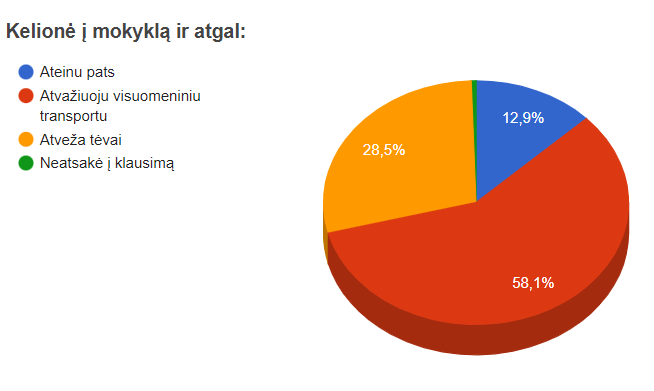 Kelionė į mokyklą ir atgal:
Ateinu pats
Atvažiuoju visuomeniniu
transportu
Atveža tėvai
Neatsakė į klausimą
12,9%
28,5%
58,1%